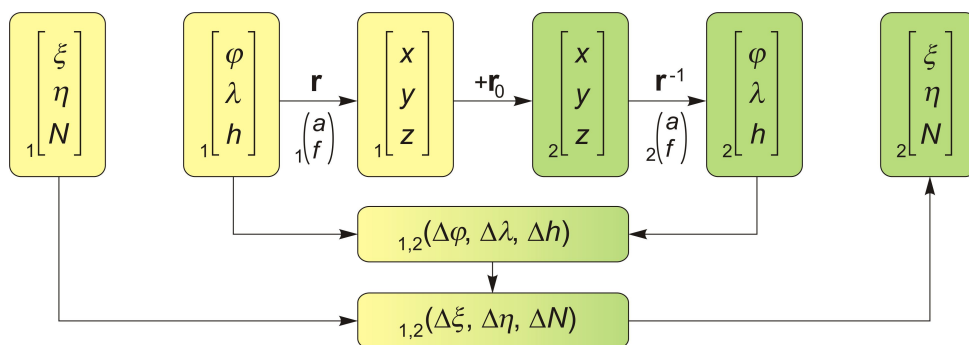 ξ φ x x φ ξ
r +r₀ r⁻¹
η λ y y λ η
₁ N ₁ h ₁(a f) ₁ z ₂ z ₂(a f) ₂ h ₂ N
₁,₂(Δφ, Δλ, Δh)
₁,₂(Δξ, Δη, ΔN)